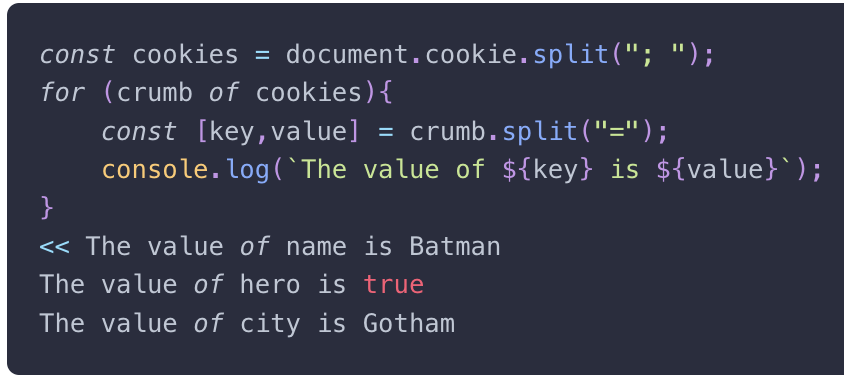 const cookies = document.cookie.split("; ");
for (crumb of cookies){
    const [key,value] = crumb.split("=");
    console.log(`The value of ${key} is ${value}`);
}
<< The value of name is Batman
The value of hero is true
The value of city is Gotham